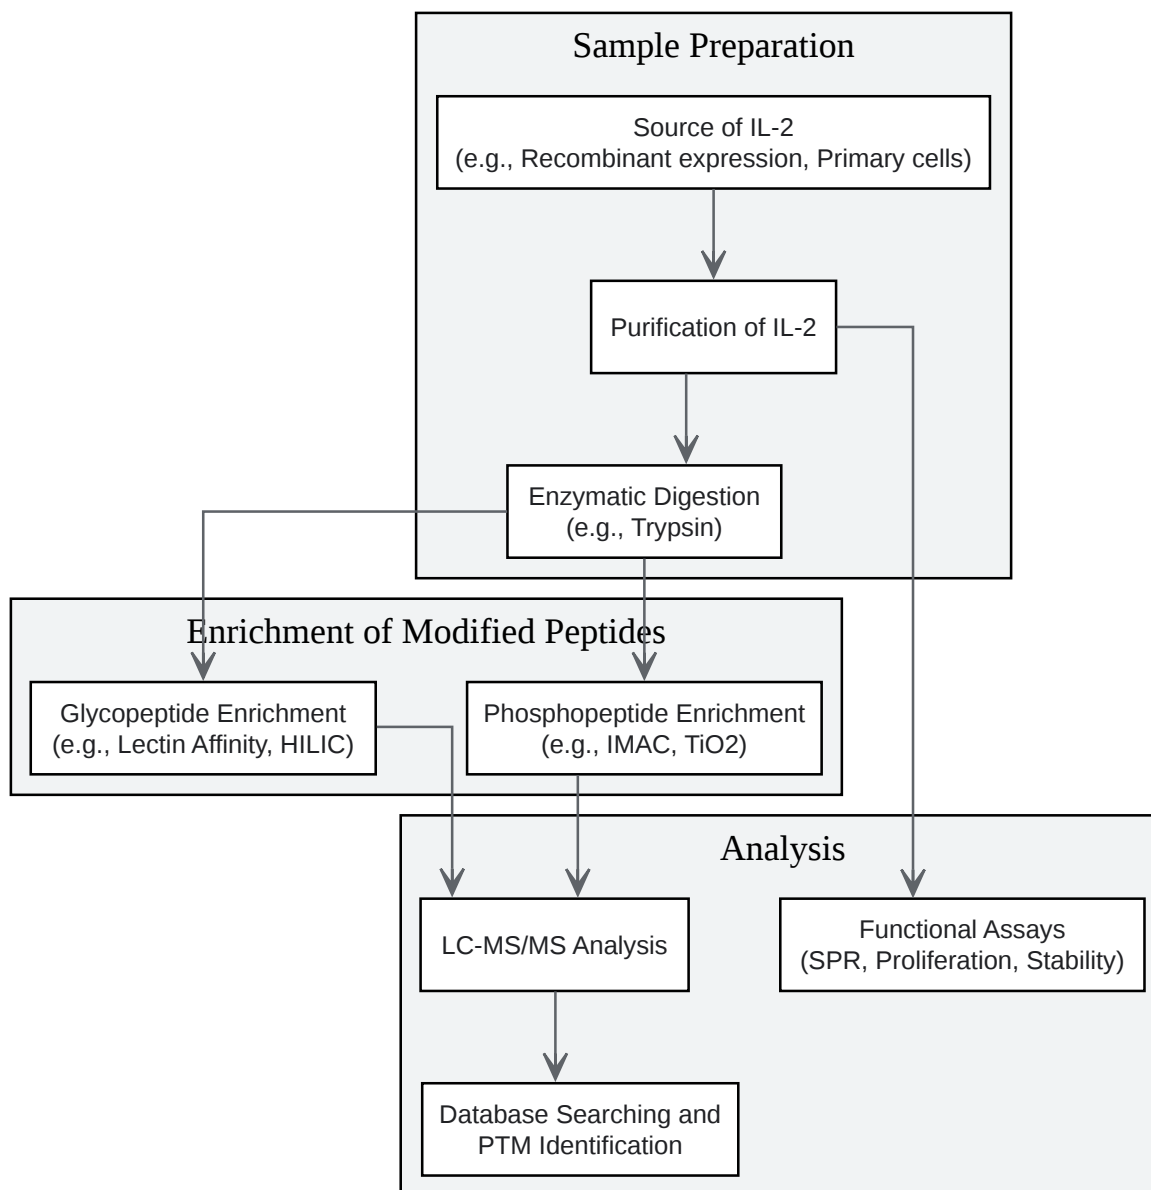 Sample Preparation
Source of IL-2
(e.g., Recombinant expression, Primary cells)
Purification of IL-2
Enzymatic Digestion
(e.g., Trypsin)
Enrichment of Modified Peptides
Glycopeptide Enrichment
(e.g., Lectin Affinity, HILIC)
Phosphopeptide Enrichment
(e.g., IMAC, TiO2)
Analysis
LC-MS/MS Analysis
Functional Assays
(SPR, Proliferation, Stability)
Database Searching and
PTM Identification